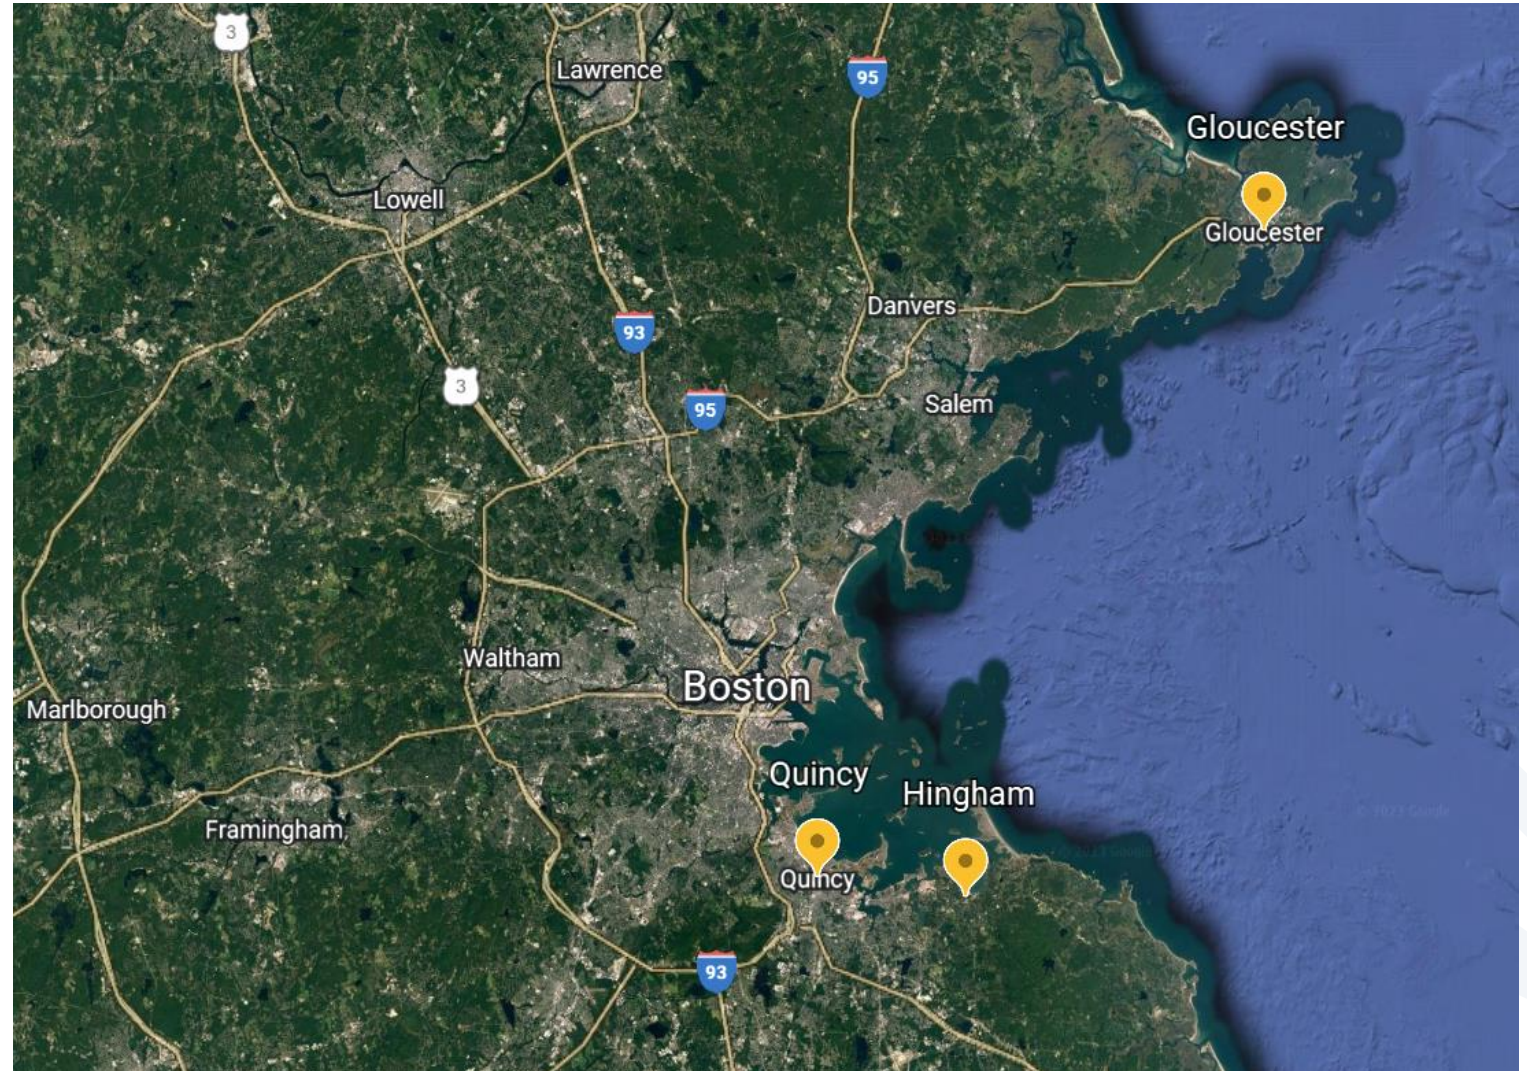 3
Lawrence
95
Gloucester
Lowell
Gloucester
Danvers
93
3
95
Salem
Waltham
Boston
Marlborough
Quincy
Hingham
Framingham
Quincy
93